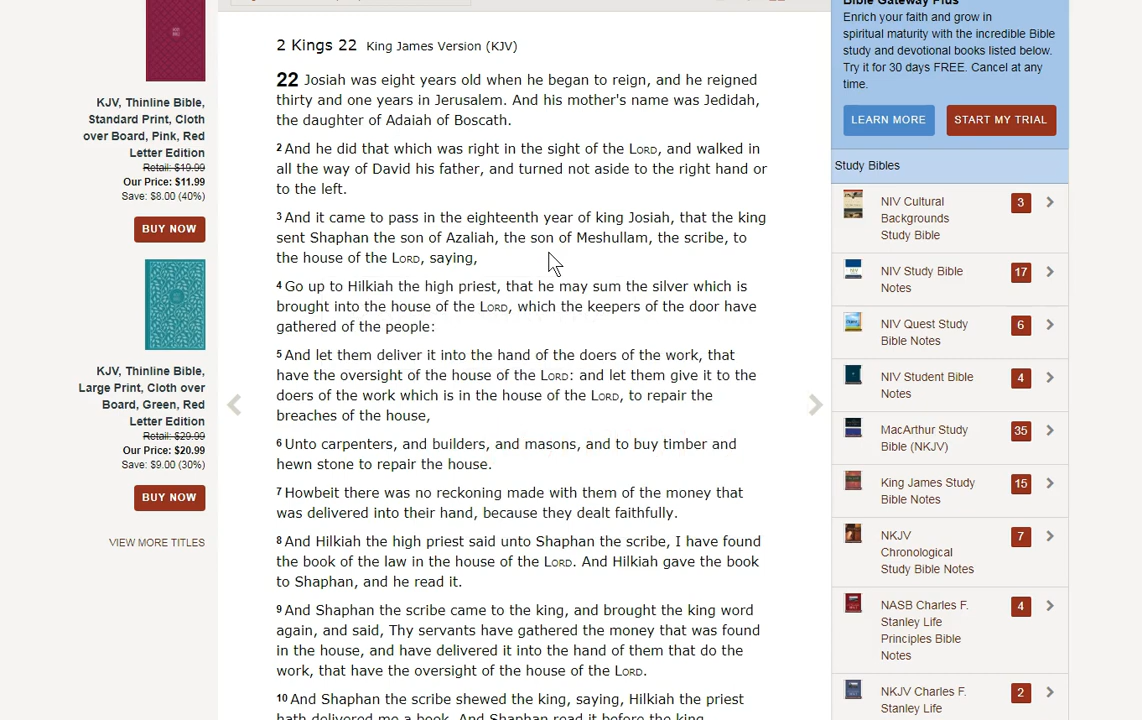 Bible Gateway Plus
Enrich your faith and grow in
spiritual maturity with the incredible Bible
study and devotional books listed below.
Try it for 30 days FREE. Cancel at any
time.
LEARN MORE
START MY TRIAL
KJV, Thinline Bible,
Standard Print, Cloth
over Board, Pink, Red
Letter Edition
Retail: $19.99
Our Price: $11.99
Save: $8.00 (40%)
BUY NOW
KJV, Thinline Bible,
Large Print, Cloth over
Board, Green, Red
Letter Edition
Retail: $29.99
Our Price: $20.99
Save: $9.00 (30%)
BUY NOW
VIEW MORE TITLES
2 Kings 22 King James Version (KJV)
22 Josiah was eight years old when he began to reign, and he reigned
thirty and one years in Jerusalem. And his mother's name was Jedidah,
the daughter of Adaiah of Boscath.
2 And he did that which was right in the sight of the LORD, and walked in
all the way of David his father, and turned not aside to the right hand or
to the left.
3 And it came to pass in the eighteenth year of king Josiah, that the king
sent Shaphan the son of Azaliah, the son of Meshullam, the scribe, to
the house of the LORD, saying,
4 Go up to Hilkiah the high priest, that he may sum the silver which is
brought into the house of the LORD, which the keepers of the door have
gathered of the people:
5 And let them deliver it into the hand of the doers of the work, that
have the oversight of the house of the LORD: and let them give it to the
doers of the work which is in the house of the LORD, to repair the
breaches of the house,
6 Unto carpenters, and builders, and masons, and to buy timber and
hewn stone to repair the house.
7 Howbeit there was no reckoning made with them of the money that
was delivered into their hand, because they dealt faithfully.
8 And Hilkiah the high priest said unto Shaphan the scribe, I have found
the book of the law in the house of the LORD. And Hilkiah gave the book
to Shaphan, and he read it.
9 And Shaphan the scribe came to the king, and brought the king word
again, and said, Thy servants have gathered the money that was found
in the house, and have delivered it into the hand of them that do the
work, that have the oversight of the house of the LORD.
10 And Shaphan the scribe shewed the king, saying, Hilkiah the priest
hath delivered me a book. And Shaphan read it before the king.
Study Bibles
NIV Cultural
Backgrounds
Study Bible
3
NIV Study Bible
Notes
17
NIV Quest Study
Bible Notes
6
NIV Student Bible
Notes
4
MacArthur Study
Bible (NKJV)
35
King James Study
Bible Notes
15
NKJV
Chronological
Study Bible Notes
7
NASB Charles F.
Stanley Life
Principles Bible
Notes
4
NKJV Charles F.
Stanley Life
2